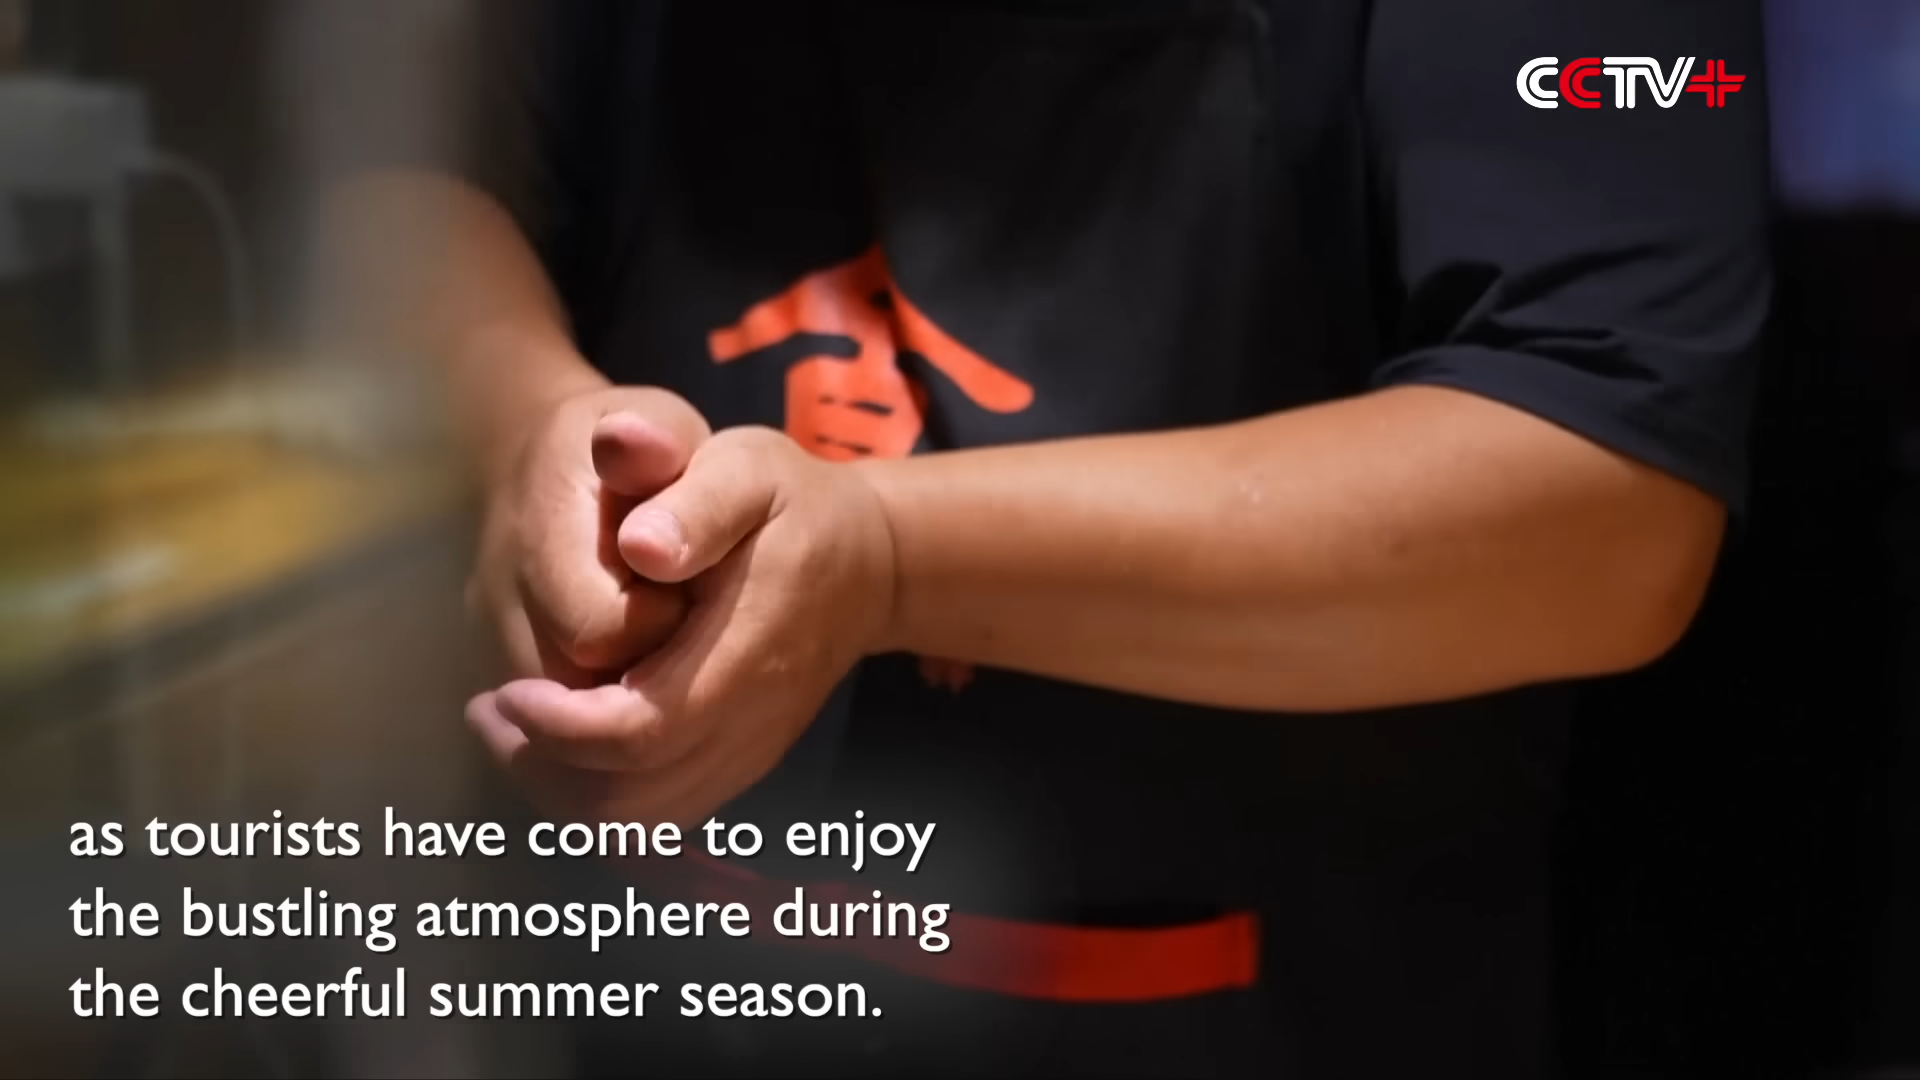 CCTV+
as tourists have come to enjoy
the bustling atmosphere during
the cheerful summer season.